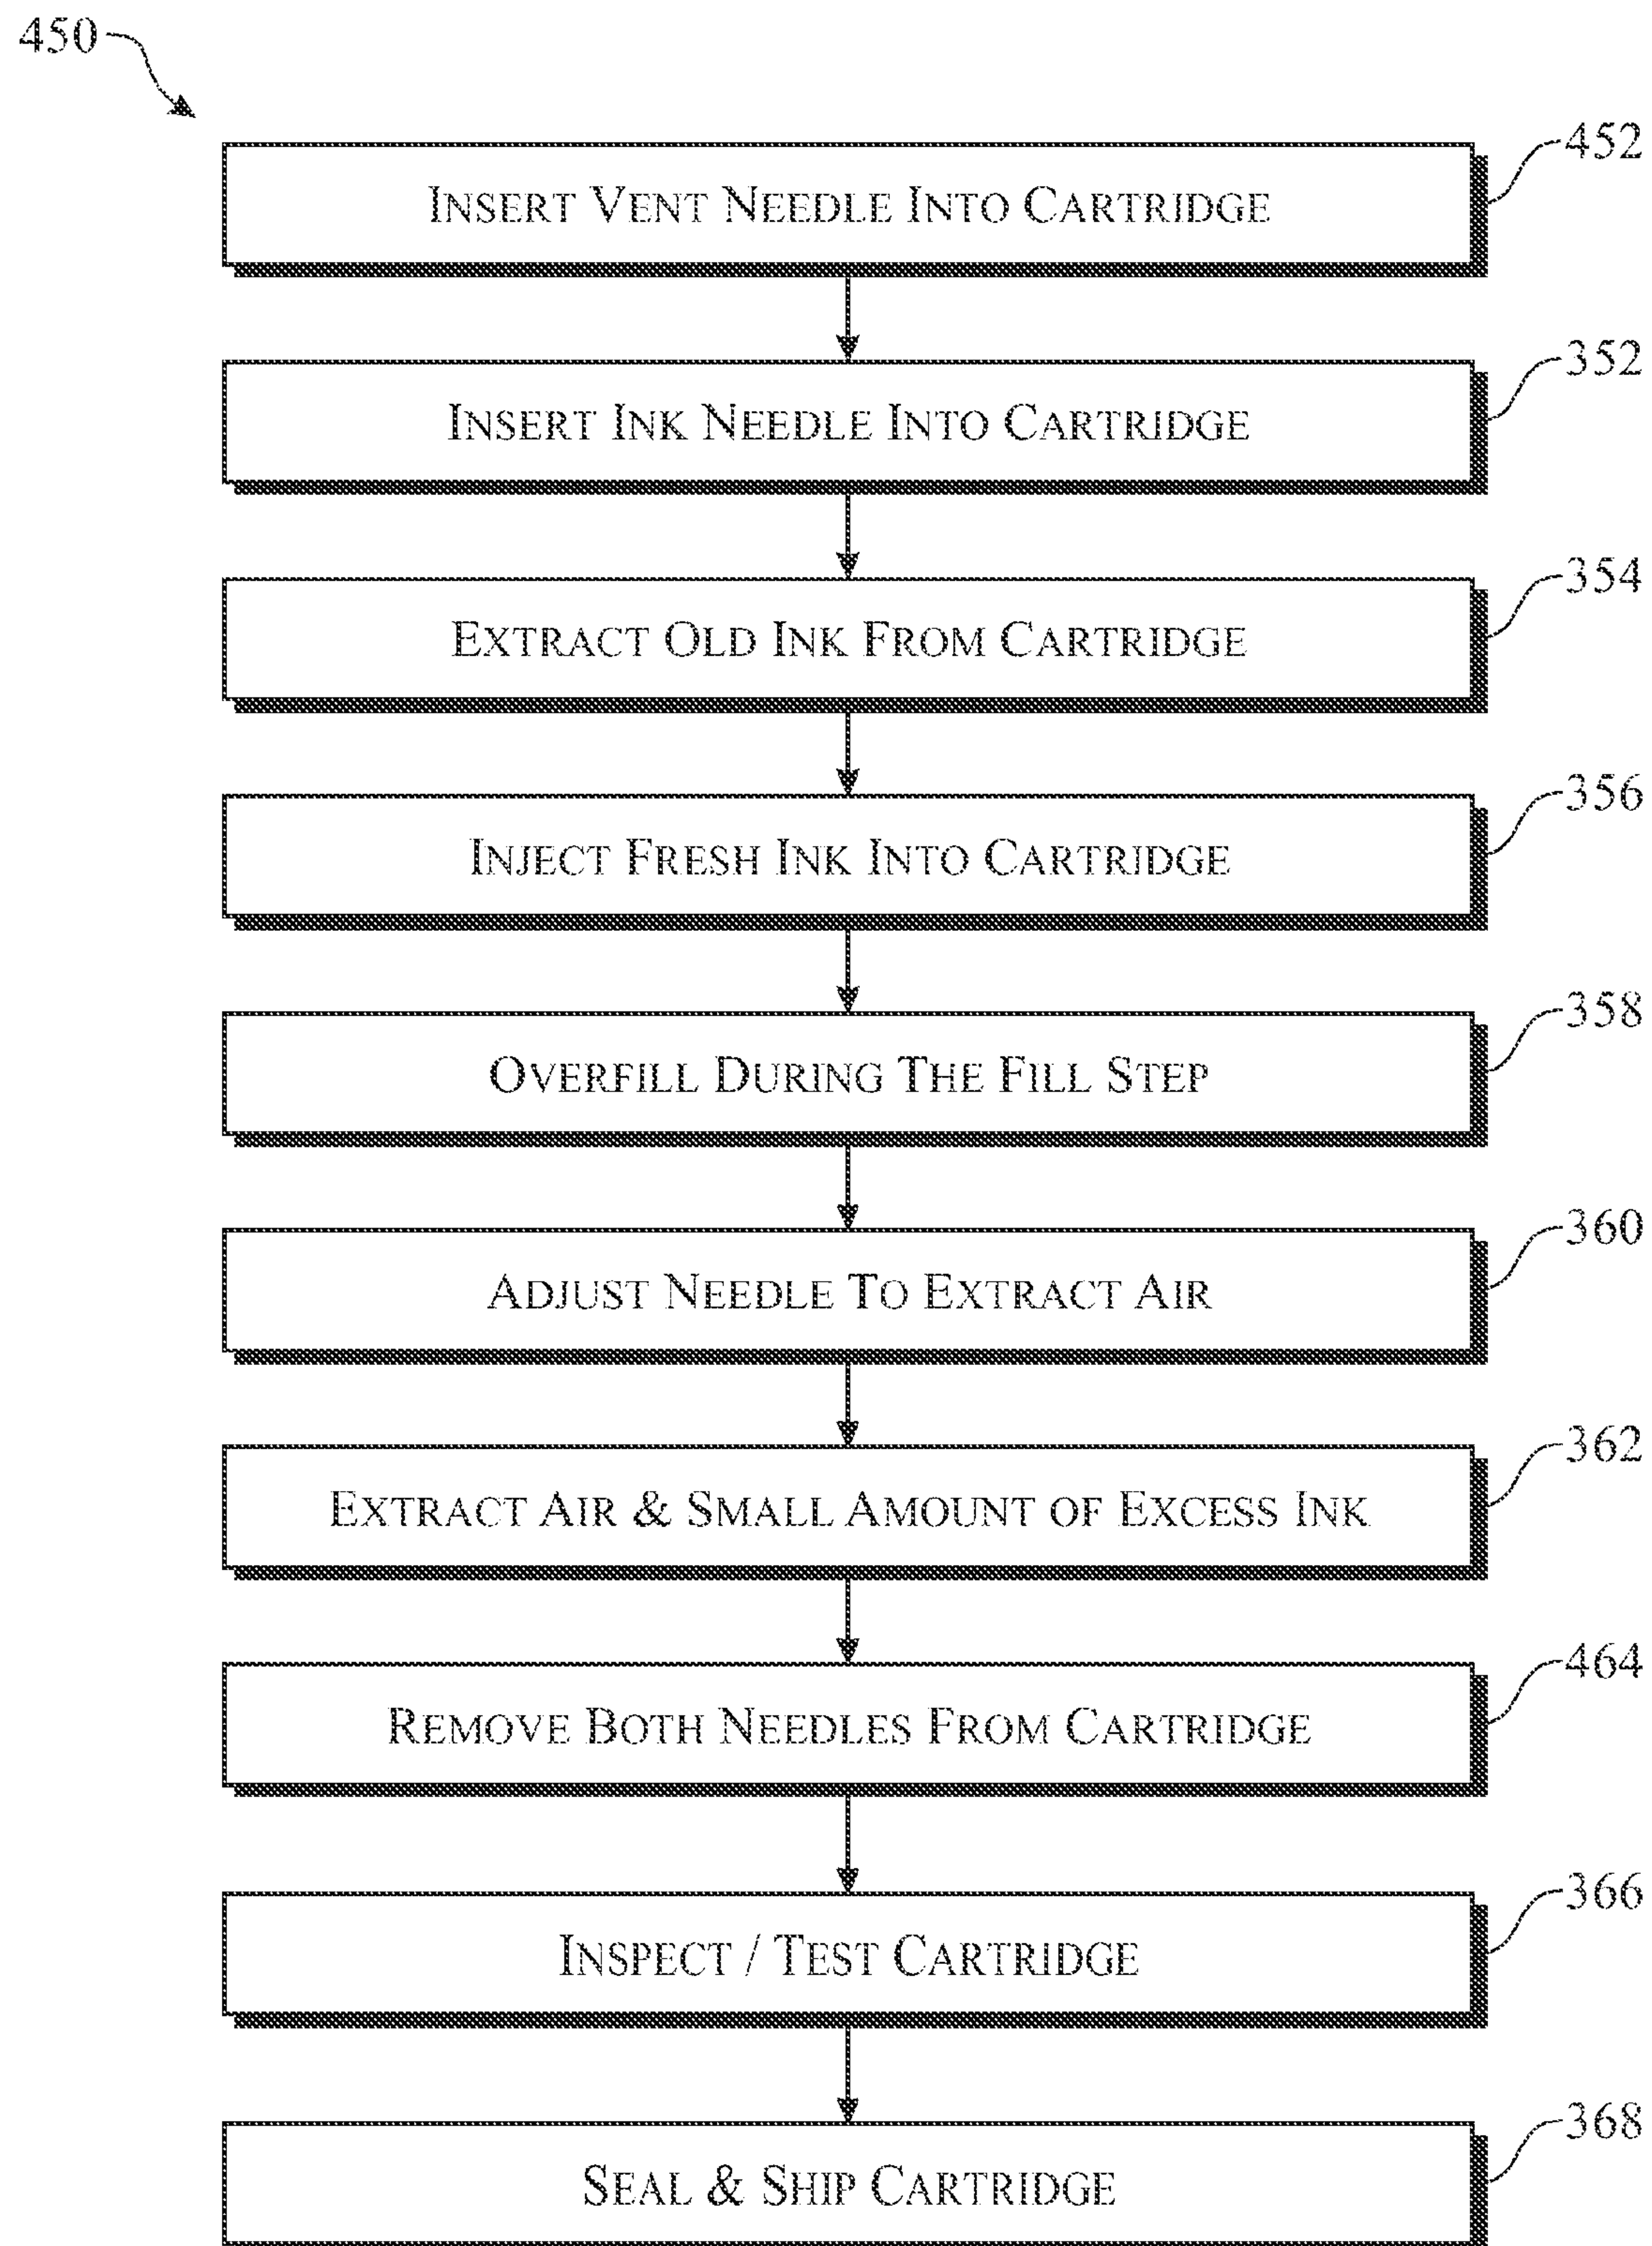 450
INSERT VENT NEEDLE INTO CARTRIDGE
452
INSERT INK NEEDLE INTO CARTRIDGE
352
EXTRACT OLD INK FROM CARTRIDGE
354
INJECT FRESH INK INTO CARTRIDGE
356
OVERFILL DURING THE FILL STEP
358
ADJUST NEEDLE TO EXTRACT AIR
360
EXTRACT AIR & SMALL AMOUNT OF EXCESS INK
362
REMOVE BOTH NEEDLES FROM CARTRIDGE
464
INSPECT / TEST CARTRIDGE
366
SEAL & SHIP CARTRIDGE
368